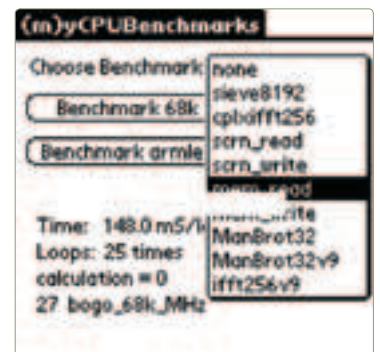 (m)yCPUBenchmarks
Choose Benchmark
Benchmark 68k
Benchmark armle
none
sieve8192
scrn_read
scrn_write
mem_read
ManBrot32
ManBrot32v9
ifft256v9
Time: 148.0 mS/
Loops: 25 times
calculation = 0
27 bogo_68k_MHz